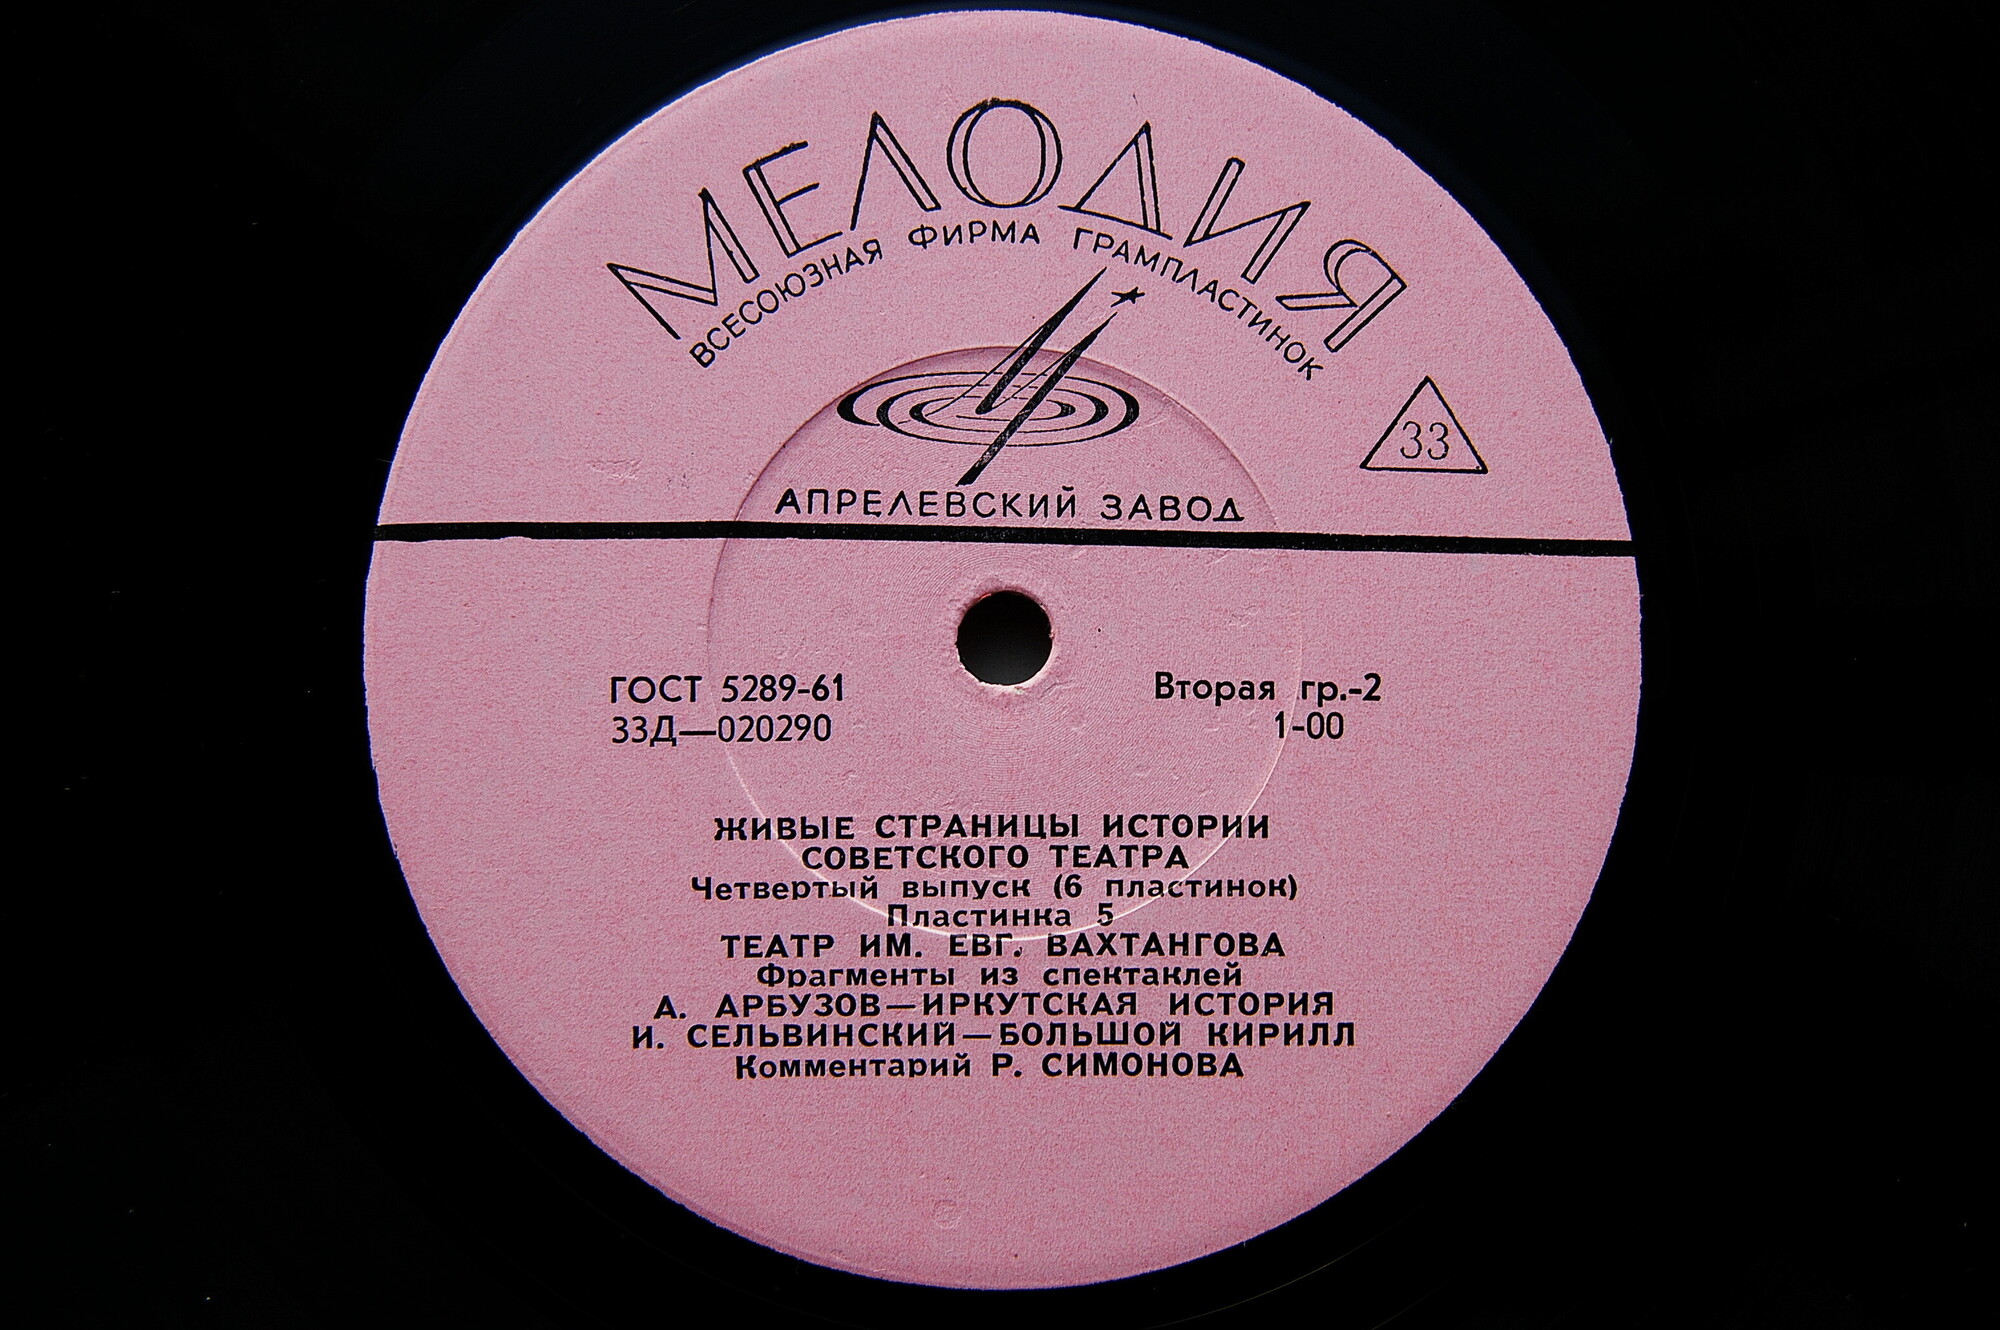 МЕЛОДИЯ
ВСЕСОЮЗНАЯ ФИРМА ГРАМПЛАСТИНОК
33
АПРЕЛЕВСКИЙ ЗАВОД
ГОСТ 5289-61
Вторая гр.-2
33Д—020290
1-00
ЖИВЫЕ СТРАНИЦЫ ИСТОРИИ
СОВЕТСКОГО ТЕАТРА
Четвертый выпуск (6 пластинок)
Пластинка 5
ТЕАТР ИМ. ЕВГ. ВАХТАНГОВА
Фрагменты из спектаклей
А. АРБУЗОВ—ИРКУТСКАЯ ИСТОРИЯ
И. СЕЛЬВИНСКИЙ—БОЛЬШОЙ КИРИЛЛ
Комментарий Р. СИМОНОВА